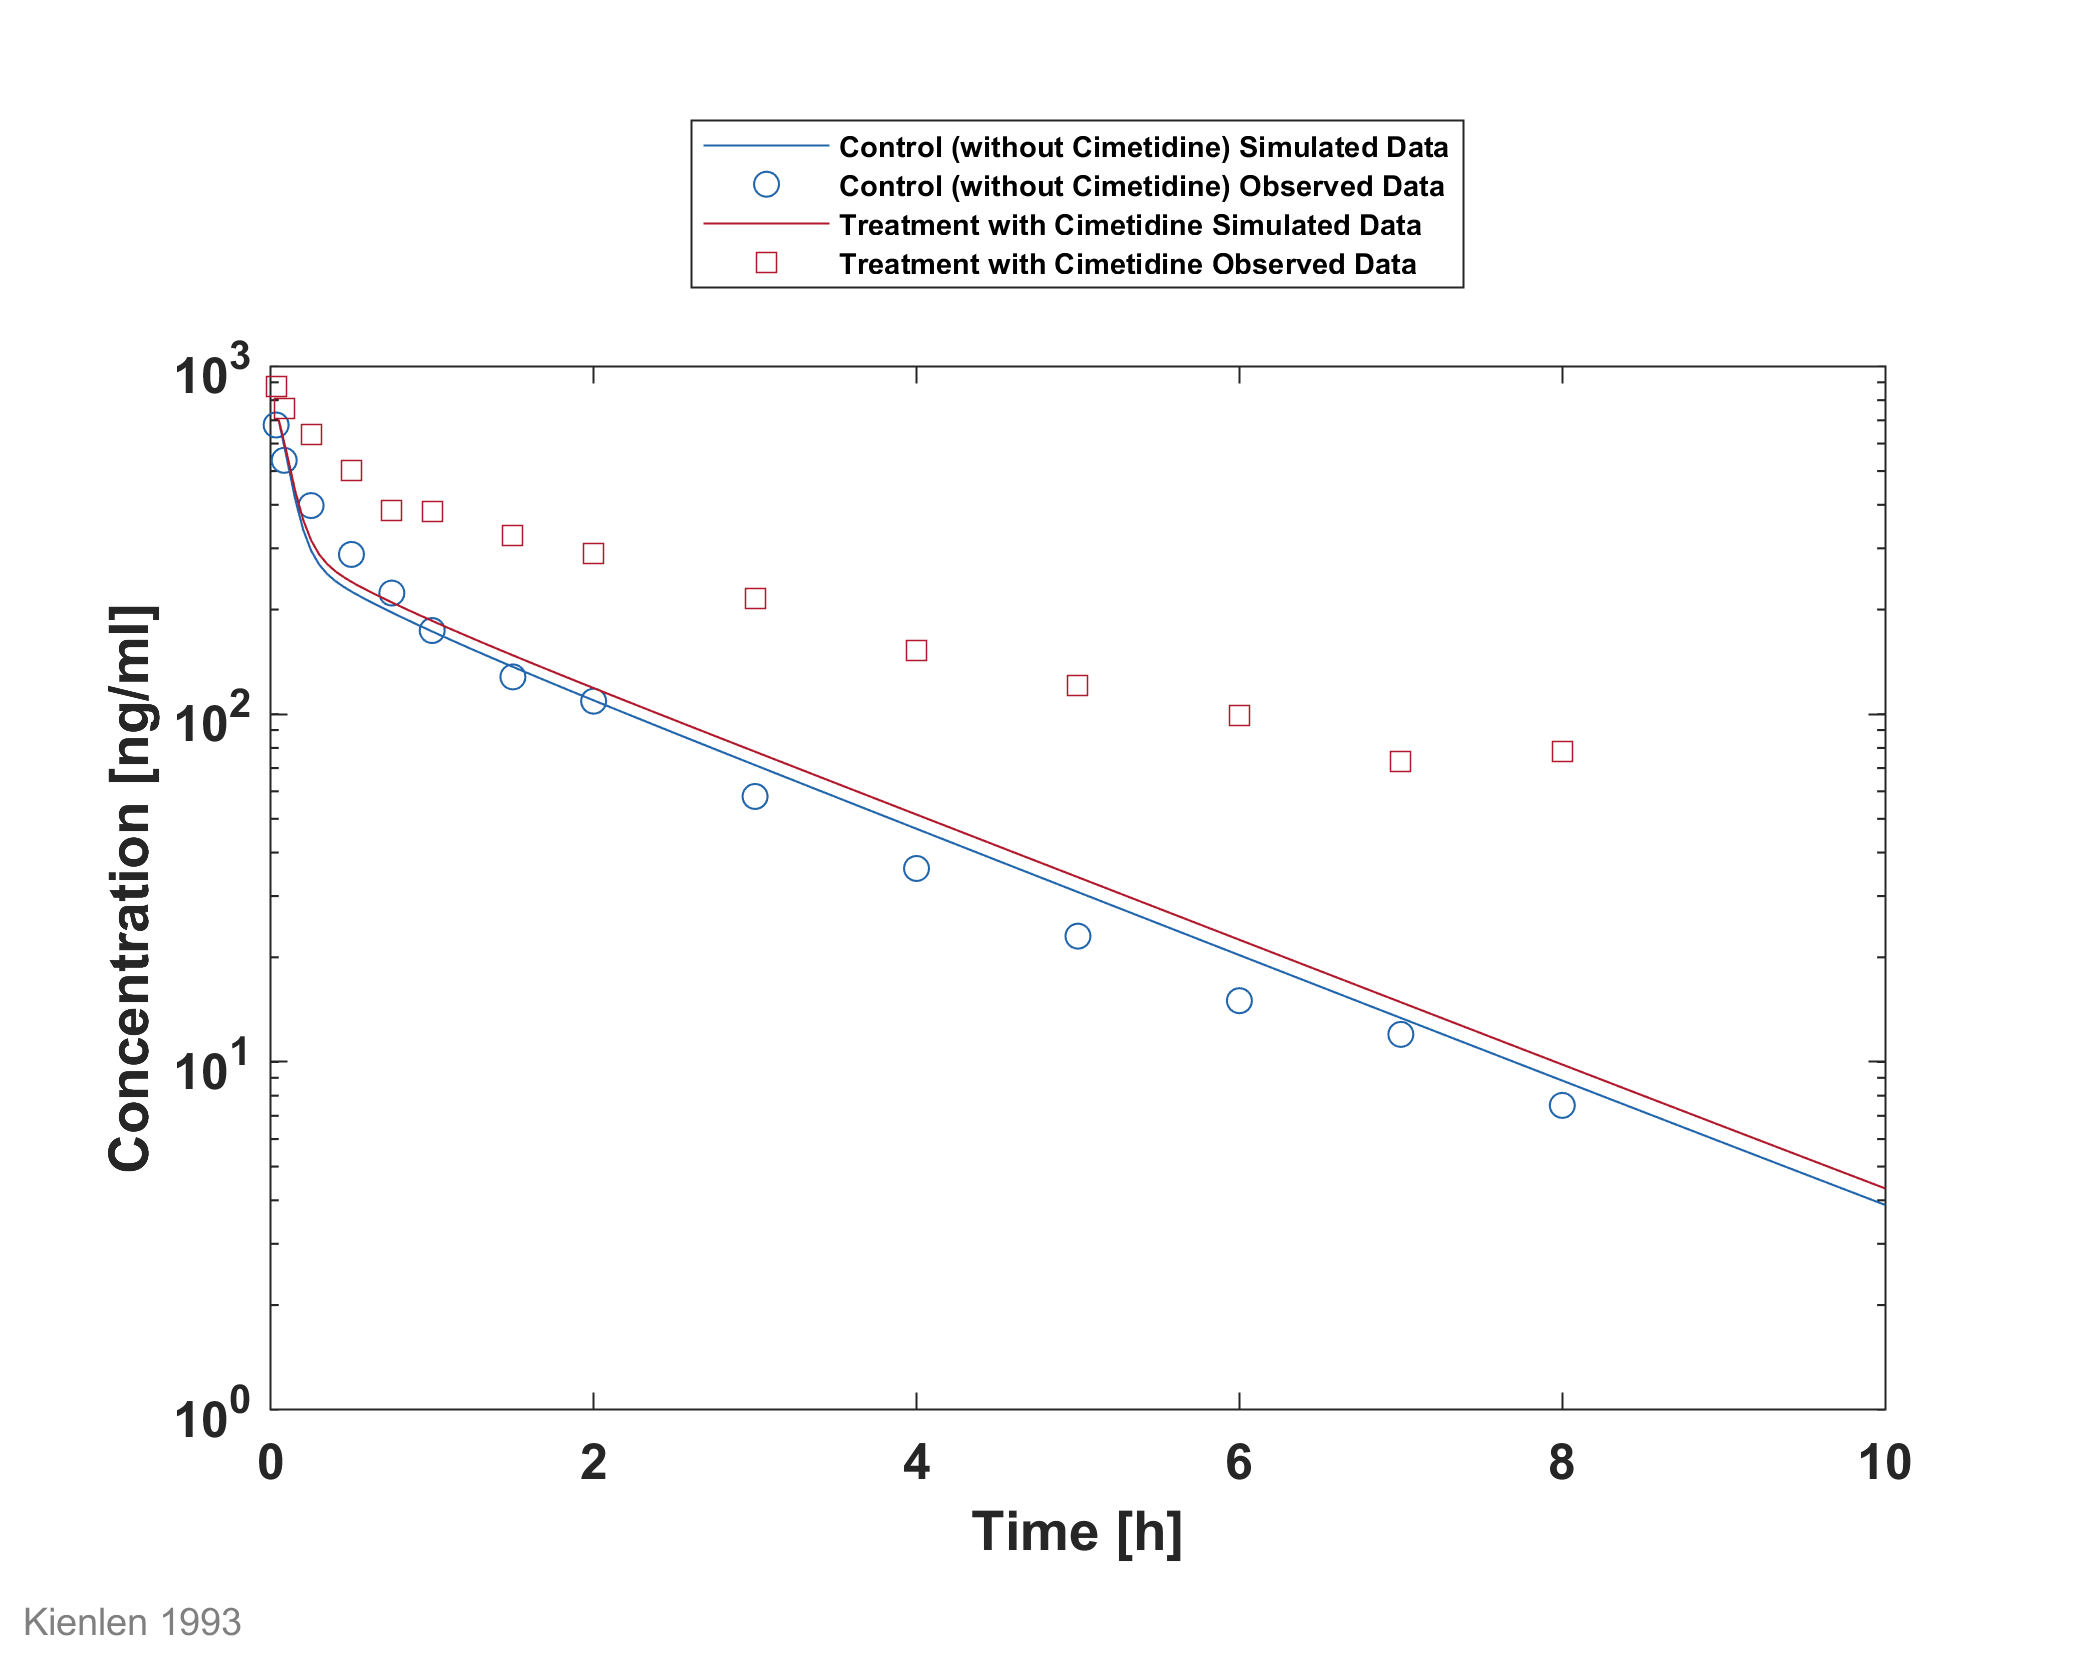 Control (without Cimetidine) Simulated Data
Control (without Cimetidine) Observed Data
Treatment with Cimetidine Simulated Data
Treatment with Cimetidine Observed Data
10³
10²
10¹
10⁰
Concentration [ng/ml]
0 2 4 6 8 10
Time [h]
Kienlen 1993